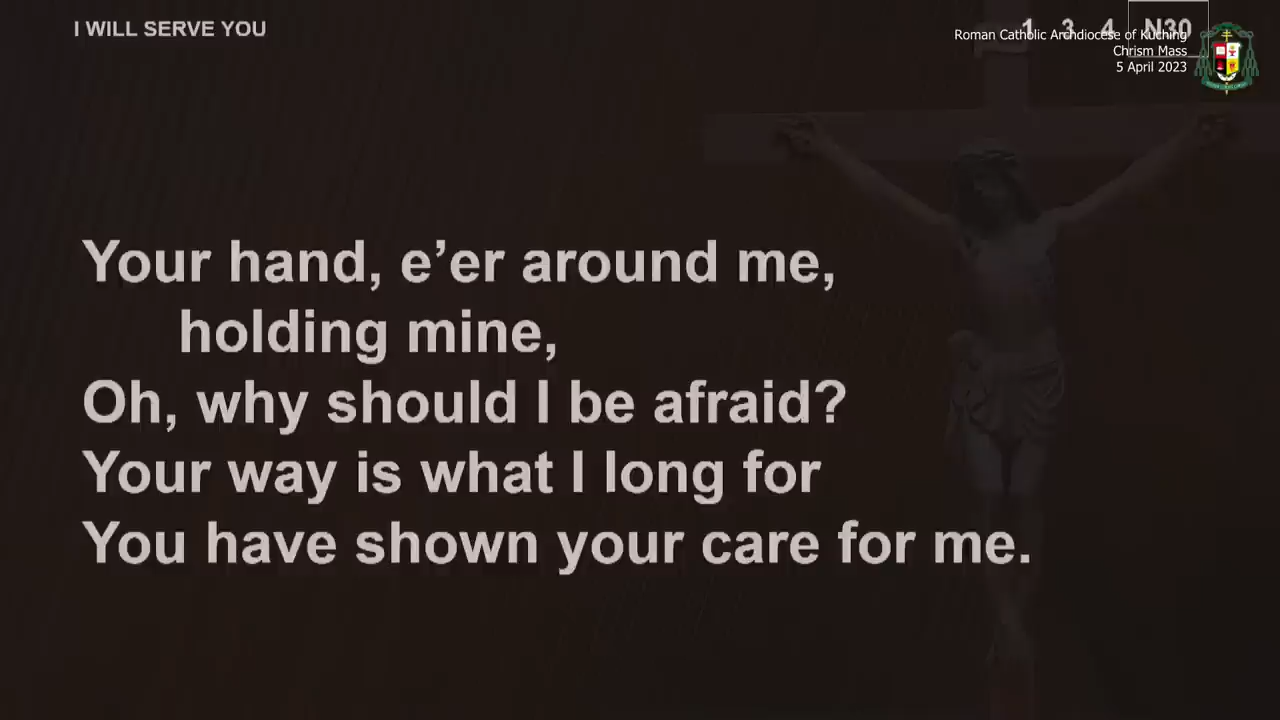 I WILL SERVE YOU
1 3 4 N30
Roman Catholic Archdiocese of Kuching
Chrism Mass
5 April 2023
Your hand, e’er around me,
holding mine,
Oh, why should I be afraid?
Your way is what I long for
You have shown your care for me.